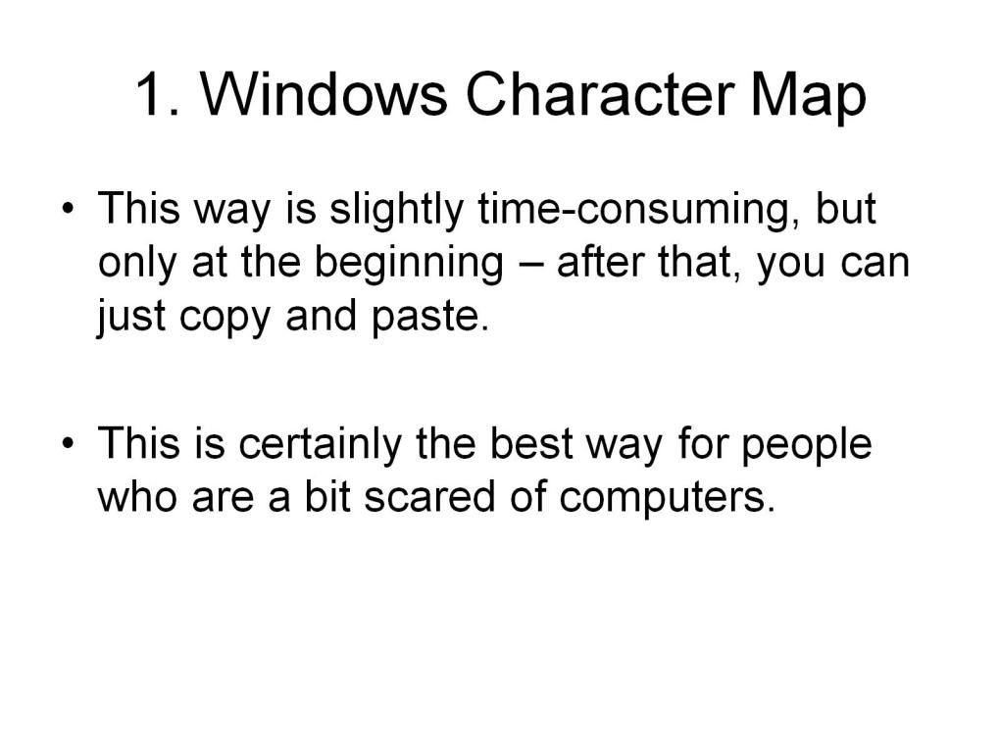 1. Windows Character Map
• This way is slightly time-consuming, but
only at the beginning – after that, you can
just copy and paste.
• This is certainly the best way for people
who are a bit scared of computers.